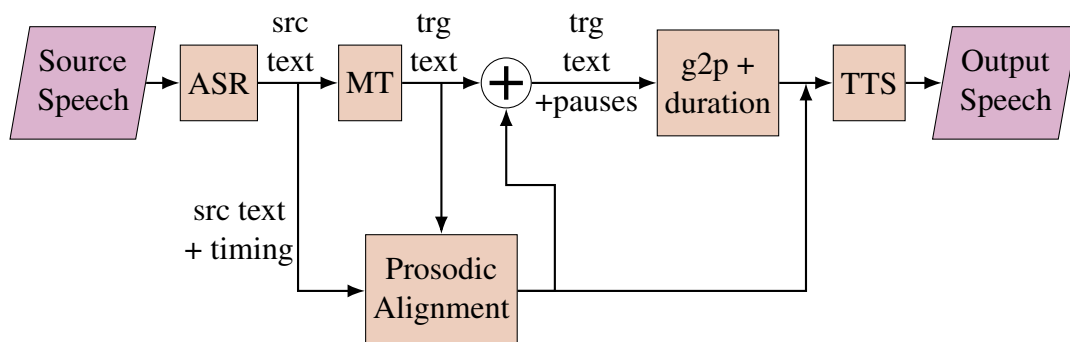 Source
Speech
ASR
src
text
MT
trg
text
+
trg
text
+pauses
g2p +
duration
TTS
Output
Speech
src text
+ timing
Prosodic
Alignment